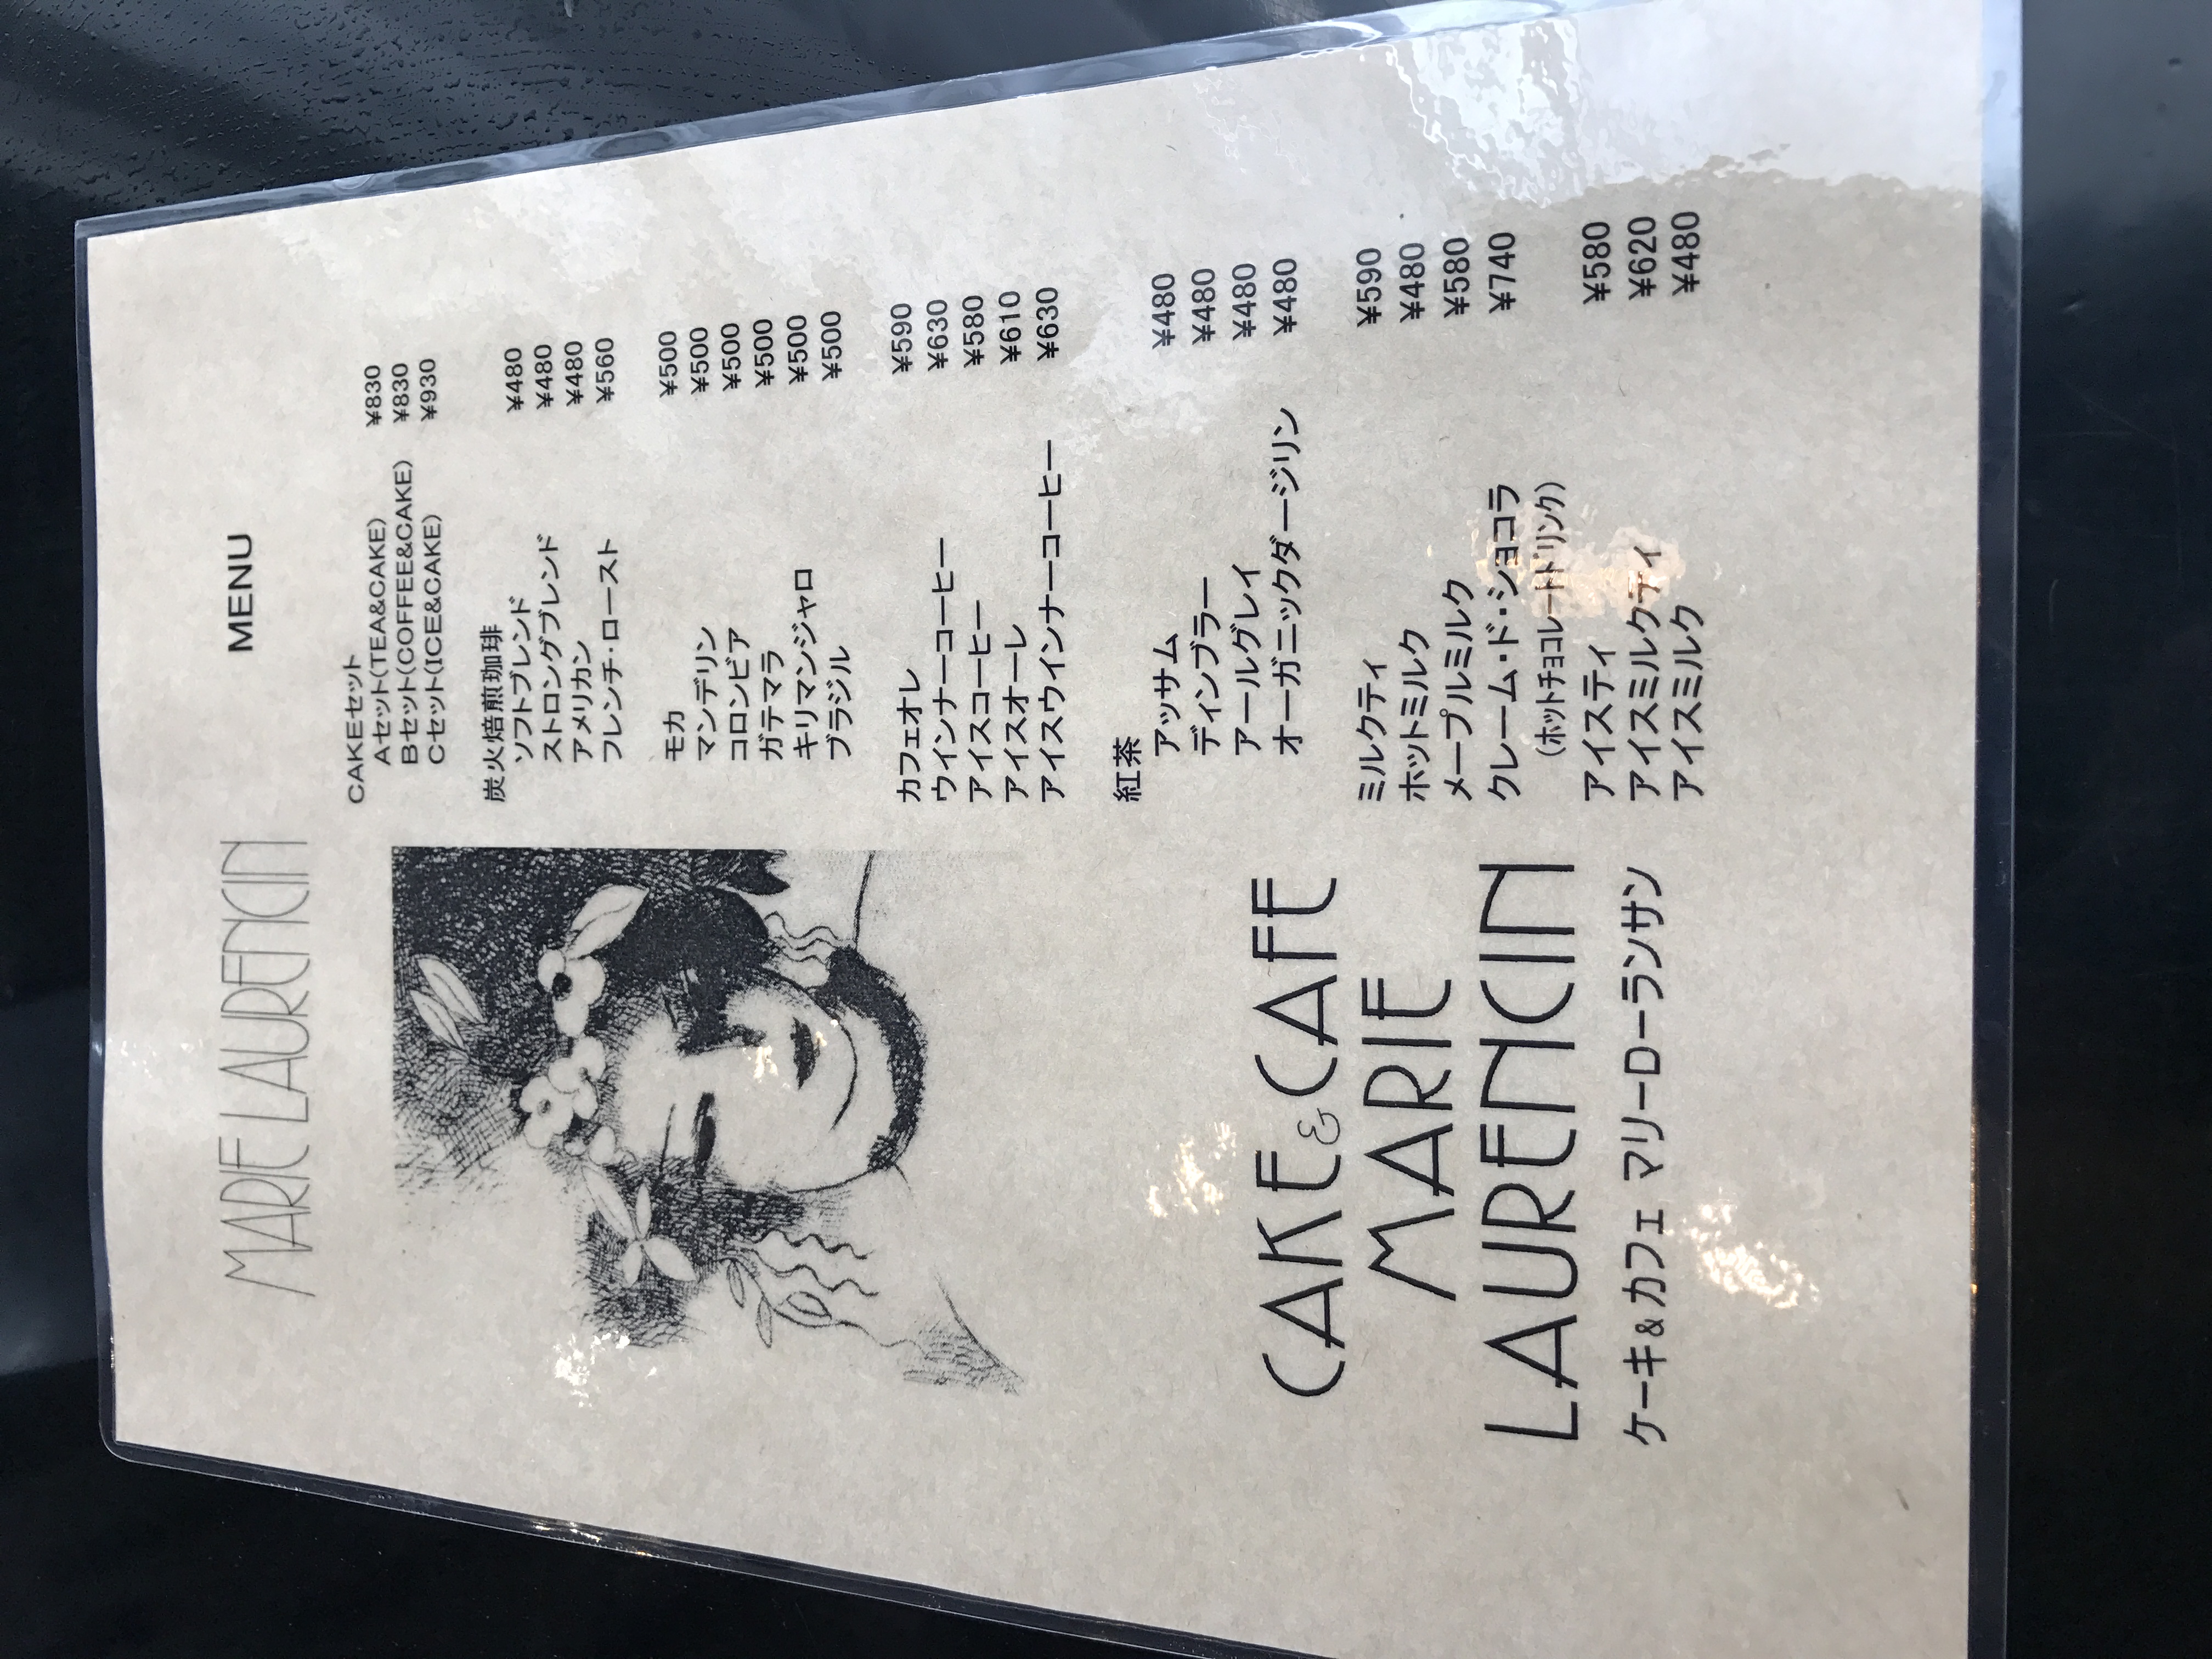 MARIE LAURENCIN
MENU
CAKEセット
Aセット(TEA&CAKE) ¥830
Bセット(COFFEE&CAKE) ¥830
Cセット(ICE&CAKE) ¥930
炭火焙煎珈琲
ソフトブレンド ¥480
ストロングブレンド ¥480
アメリカン ¥480
フレンチ・ロースト ¥560
モカ ¥500
マンデリン ¥500
コロンビア ¥500
ガテマラ ¥500
キリマンジャロ ¥500
ブラジル ¥500
カフェオレ ¥590
ウインナーコーヒー ¥630
アイスコーヒー ¥580
アイスオーレ ¥610
アイスウインナーコーヒー ¥630
紅茶
アッサム ¥480
ディンブラー ¥480
アールグレイ ¥480
オーガニックダージリン ¥480
ミルクティ ¥590
ホットミルク ¥480
メープルミルク ¥580
クレーム・ド・ショコラ ¥740
(ホットチョコレートドリンク)
アイスティ ¥580
アイスミルクティ ¥620
アイスミルク ¥480
CAKE & CAFE
MARIE
LAURENCIN
ケーキ&カフェ マリーローランサン